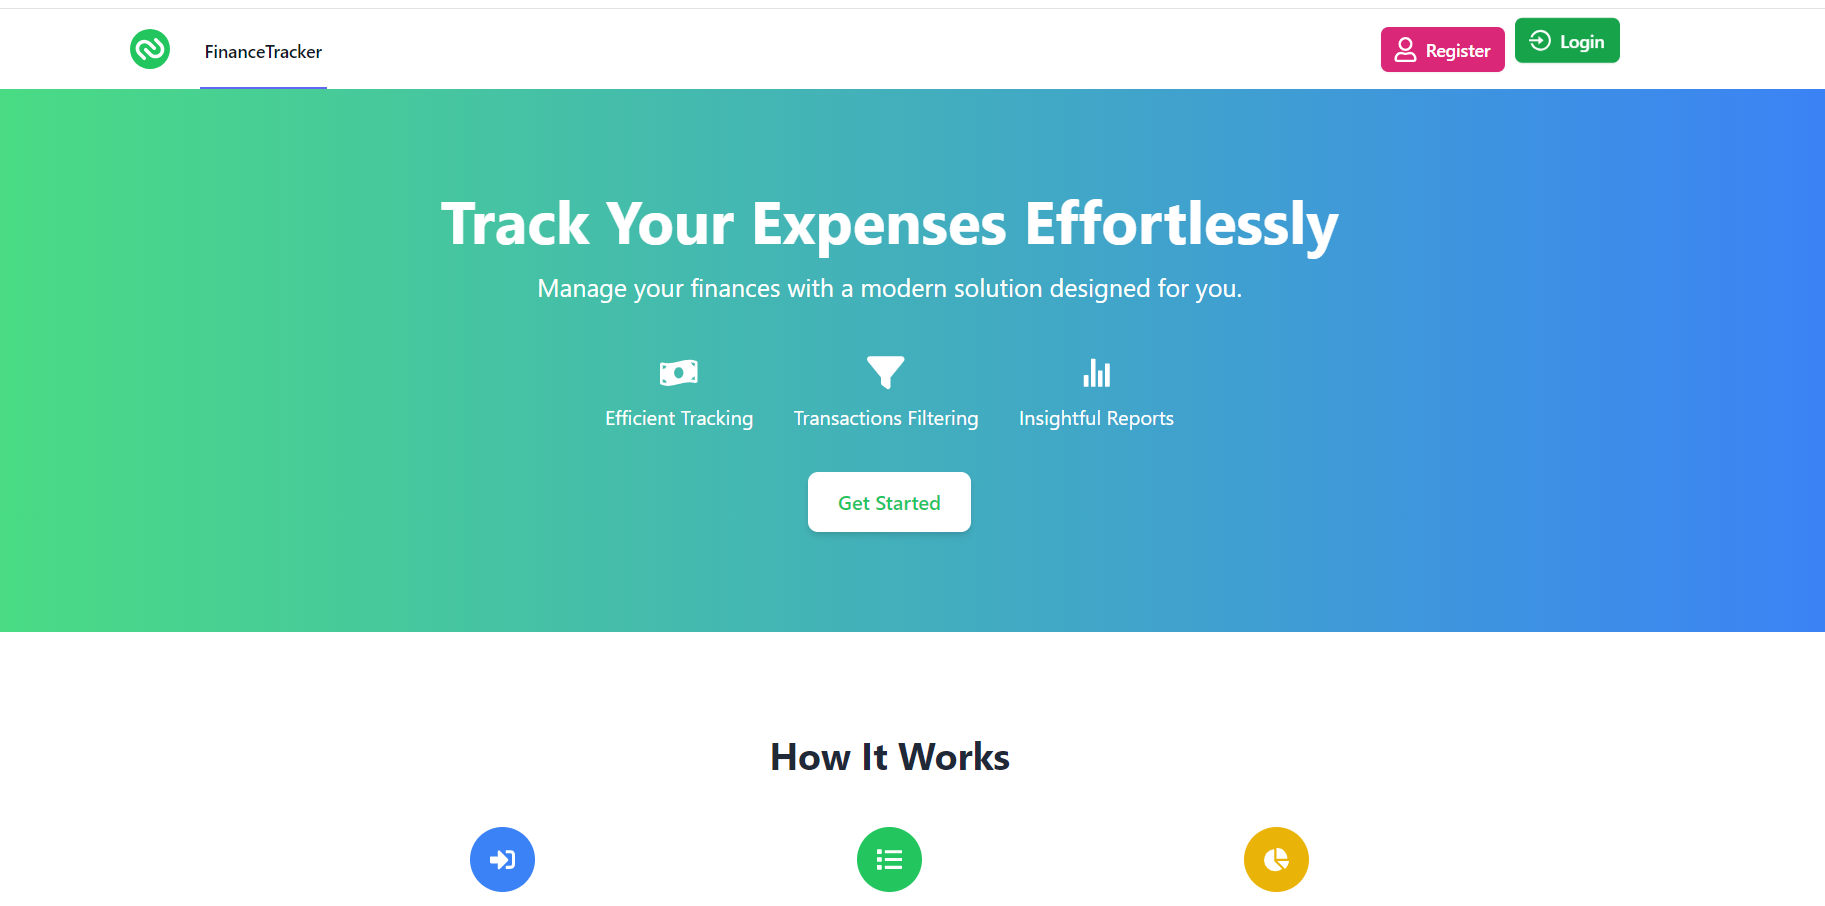 FinanceTracker
Register
Login
Track Your Expenses Effortlessly
Manage your finances with a modern solution designed for you.
Efficient Tracking
Transactions Filtering
Insightful Reports
Get Started
How It Works